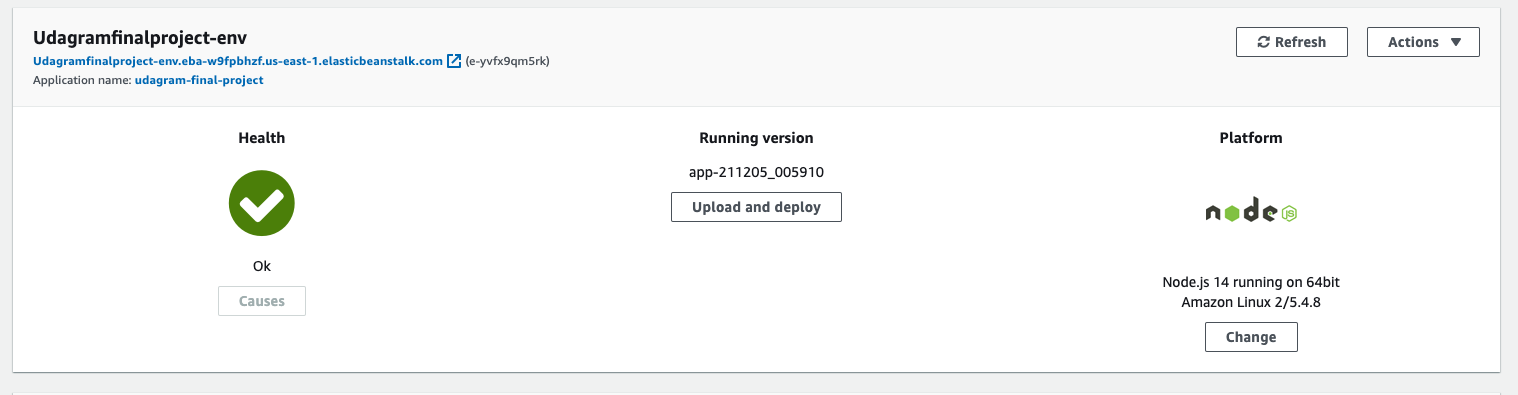 Udagramfinalproject-env
Udagramfinalproject-env.eba-w9fpbhzf.us-east-1.elasticbeanstalk.com (e-yvfx9qm5rk)
Application name: udagram-final-project
Refresh
Actions
Health
Ok
Causes
Running version
app-211205_005910
Upload and deploy
Platform
node JS
Node.js 14 running on 64bit
Amazon Linux 2/5.4.8
Change